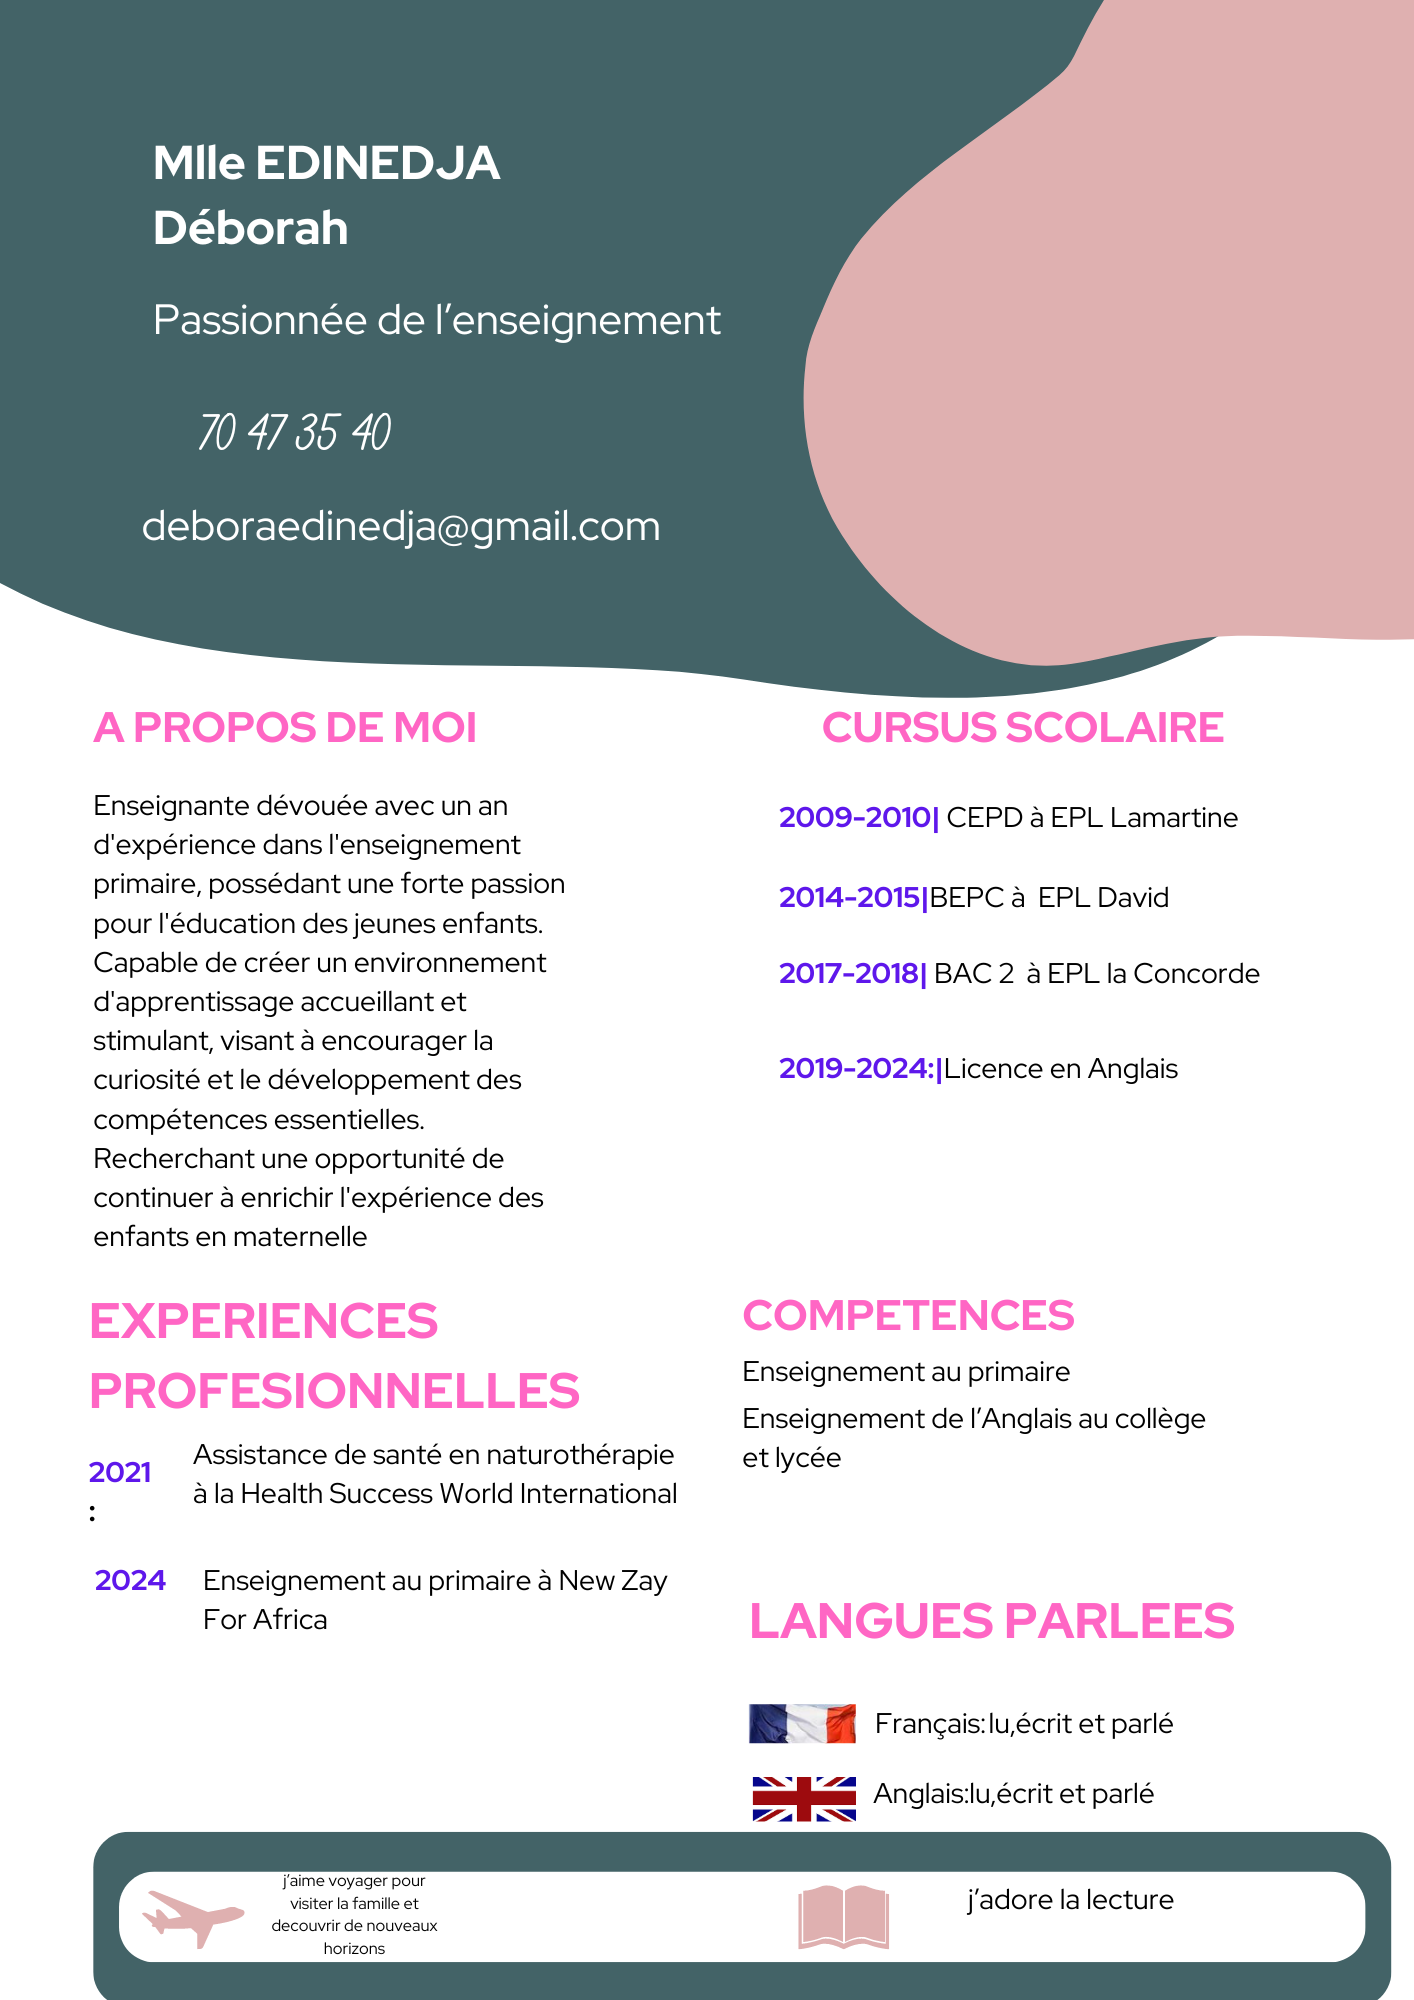 Mlle EDINEDJA
Déborah
Passionnée de l’enseignement
70 47 35 40
deboraedinedja@gmail.com
A PROPOS DE MOI
Enseignante dévouée avec un an
d'expérience dans l'enseignement
primaire, possédant une forte passion
pour l'éducation des jeunes enfants.
Capable de créer un environnement
d'apprentissage accueillant et
stimulant, visant à encourager la
curiosité et le développement des
compétences essentielles.
Recherchant une opportunité de
continuer à enrichir l'expérience des
enfants en maternelle
CURSUS SCOLAIRE
2009-2010| CEPD à EPL Lamartine
2014-2015|BEPC à  EPL David
2017-2018| BAC 2  à EPL la Concorde
2019-2024:|Licence en Anglais
EXPERIENCES
PROFESIONNELLES
2021
:
Assistance de santé en naturothérapie
à la Health Success World International
2024
Enseignement au primaire à New Zay
For Africa
COMPETENCES
Enseignement au primaire
Enseignement de l’Anglais au collège
et lycée
LANGUES PARLEES
Français:lu,écrit et parlé
Anglais:lu,écrit et parlé
j’aime voyager pour
visiter la famille et
decouvrir de nouveaux
horizons
j’adore la lecture